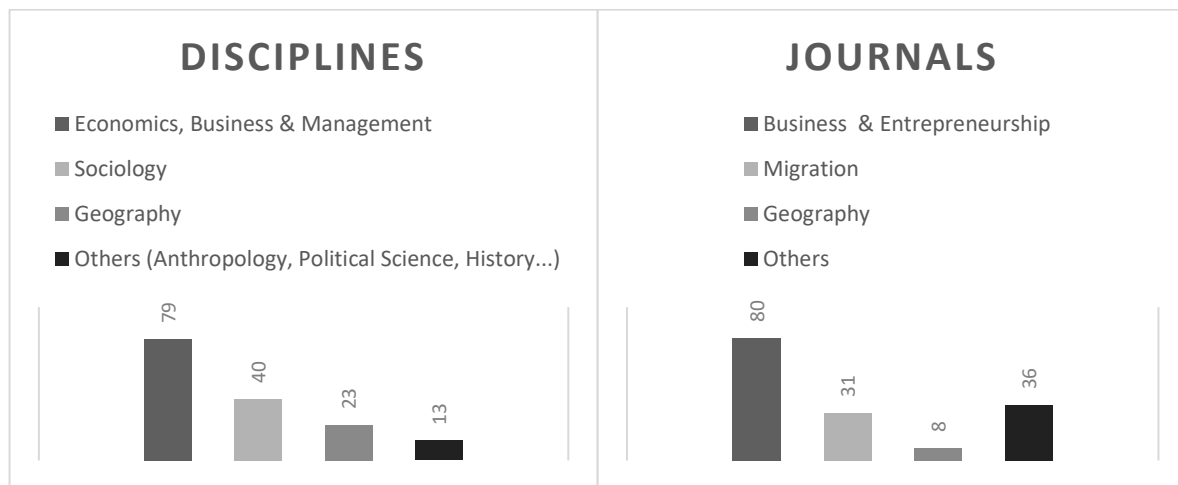 DISCIPLINES
Economics, Business & Management
Sociology
Geography
Others (Anthropology, Political Science, History...)
79
40
23
13
JOURNALS
Business & Entrepreneurship
Migration
Geography
Others
80
31
8
36